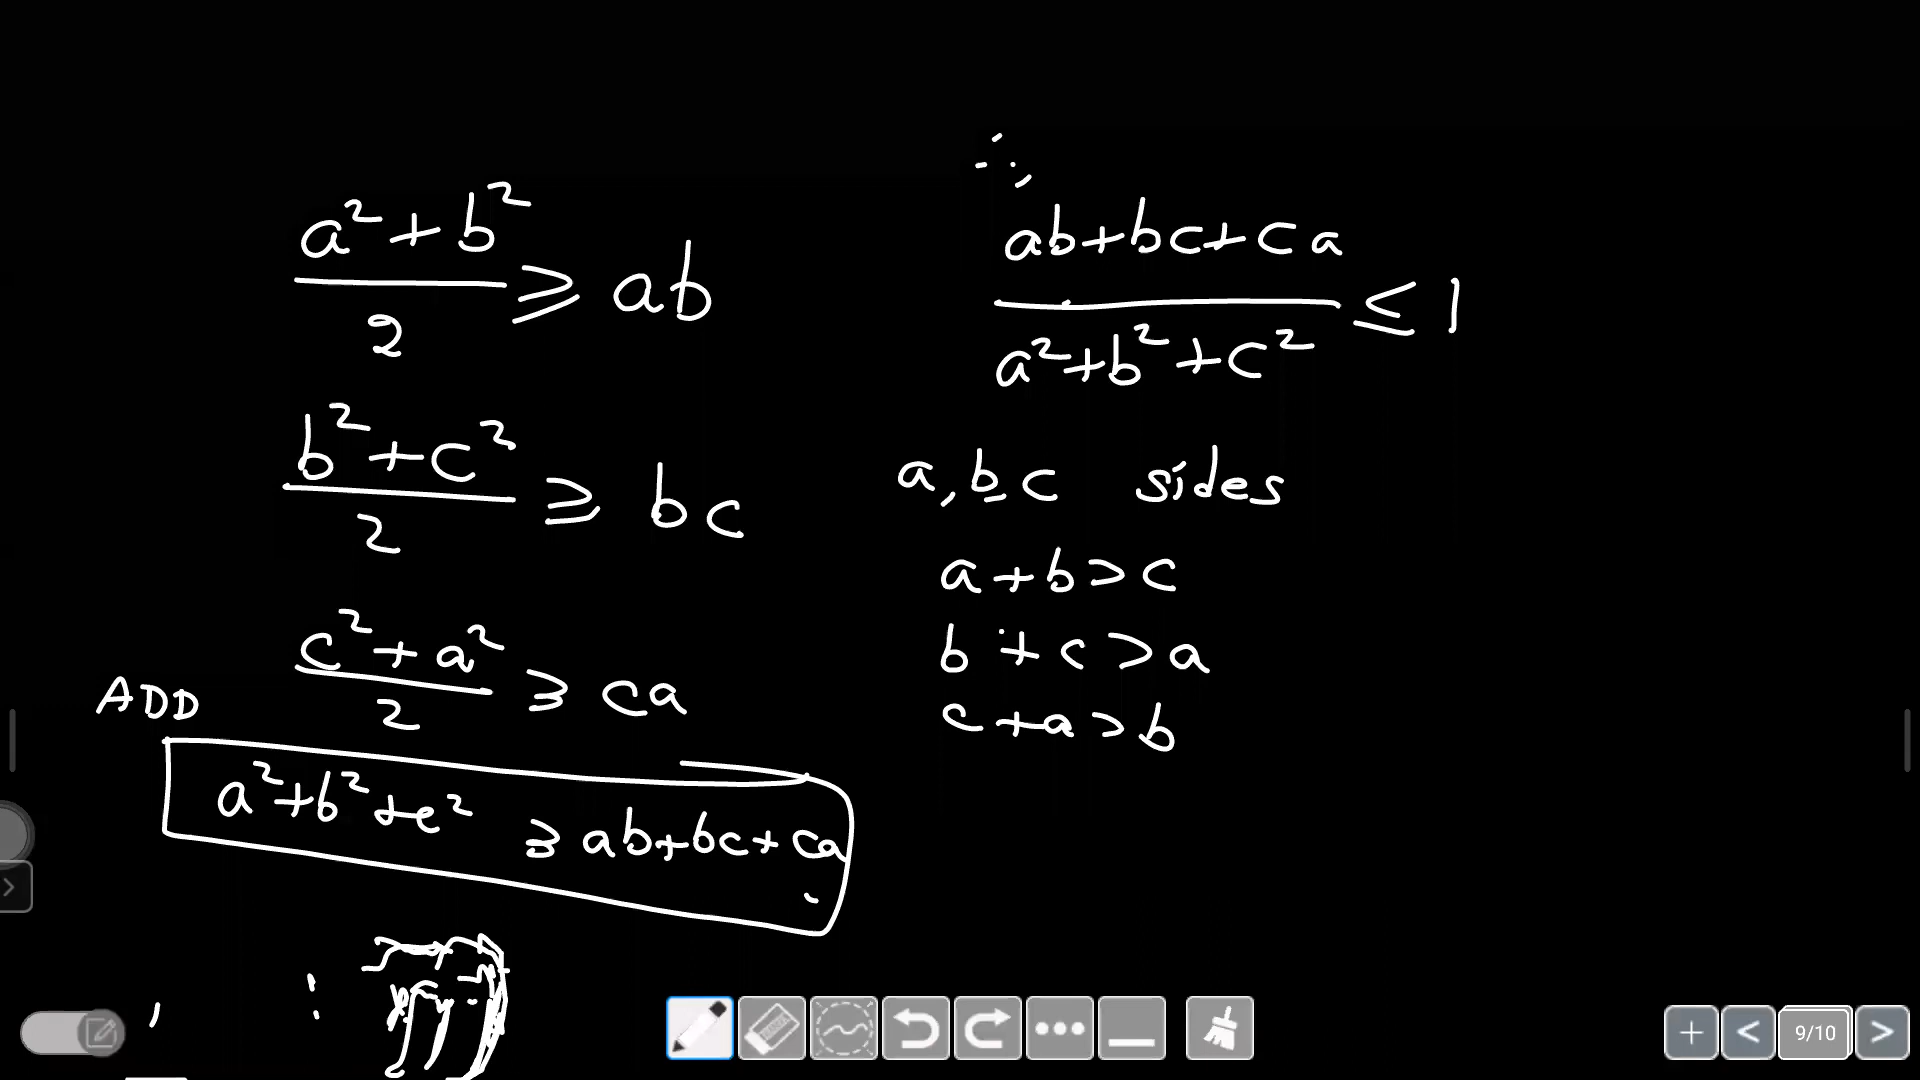 a²+b²/2 ≥ ab
b²+c²/2 ≥ bc
c²+a²/2 ≥ ca
ADD
a²+b²+c² ≥ ab+bc+ca
∴,
ab+bc+ca/a²+b²+c² ≤ 1
a,b,c sides
a+b>c
b+c>a
c+a>b
9/10